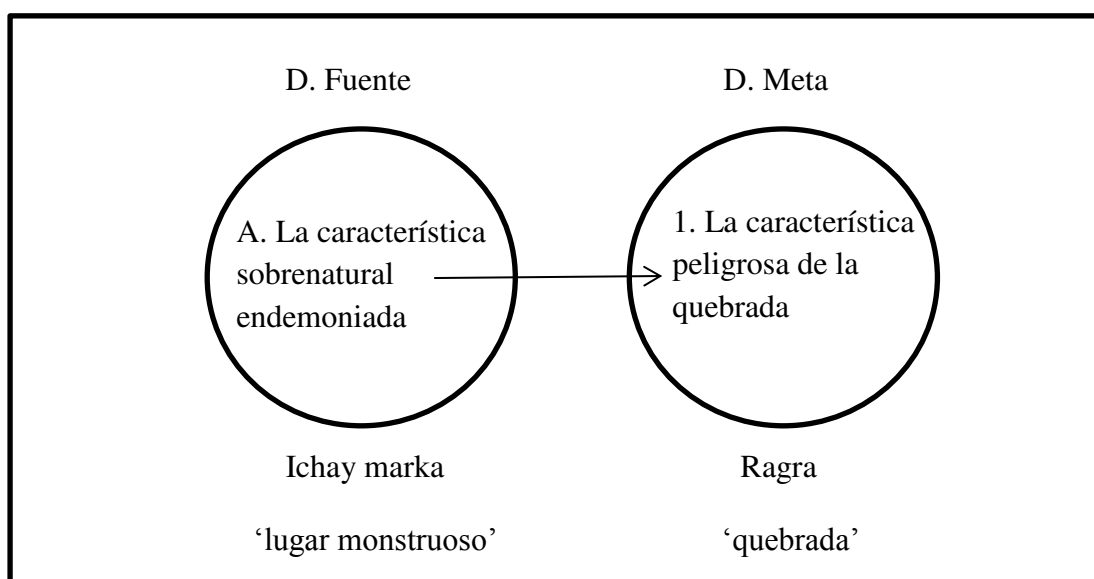 D. Fuente
D. Meta
A. La característica
sobrenatural
endemoniada
1. La característica
peligrosa de la
quebrada
Ichay marka
Ragra
‘lugar monstruoso’
‘quebrada’